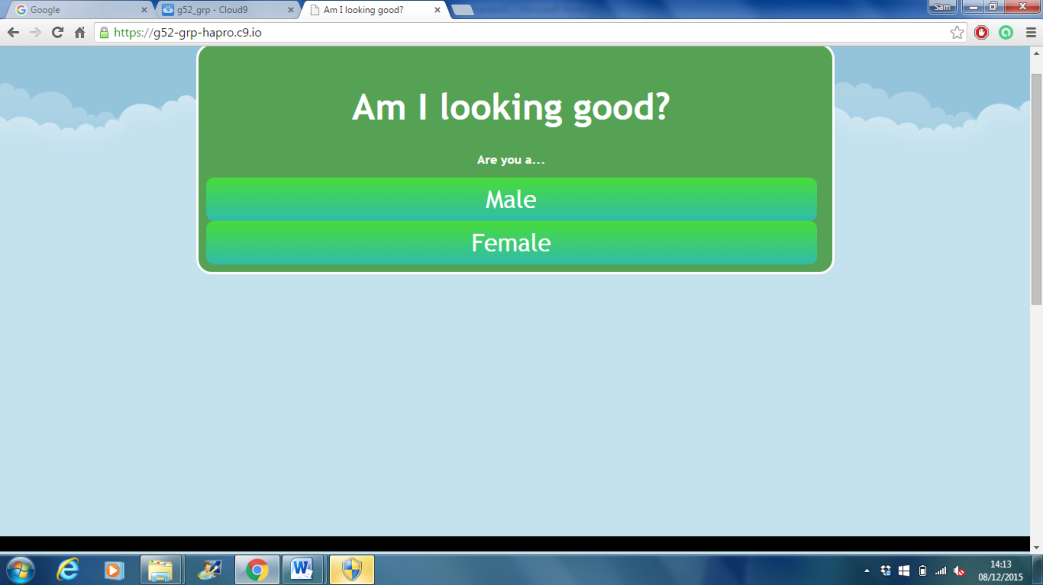 Google
g52_grp - Cloud9
Am I looking good?
Sam
https://g52-grp-hapro.c9.io
Am I looking good?
Are you a...
Male
Female
14:13
08/12/2015